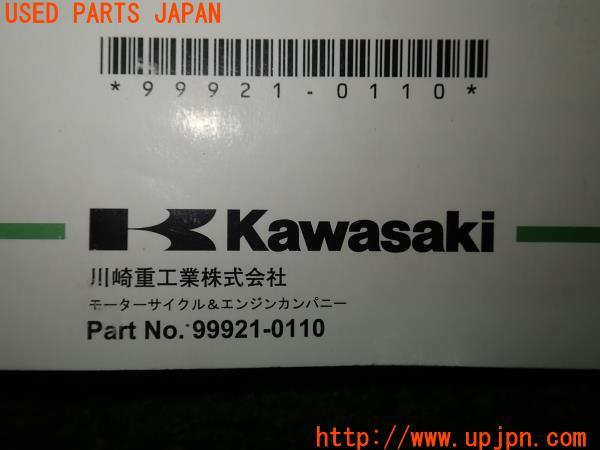 USED PARTS JAPAN
*99921-0110*
Kawasaki
川崎重工業株式会社
モーターサイクル&エンジンカンパニー
Part No. 99921-0110
http://www.upjpn.com/